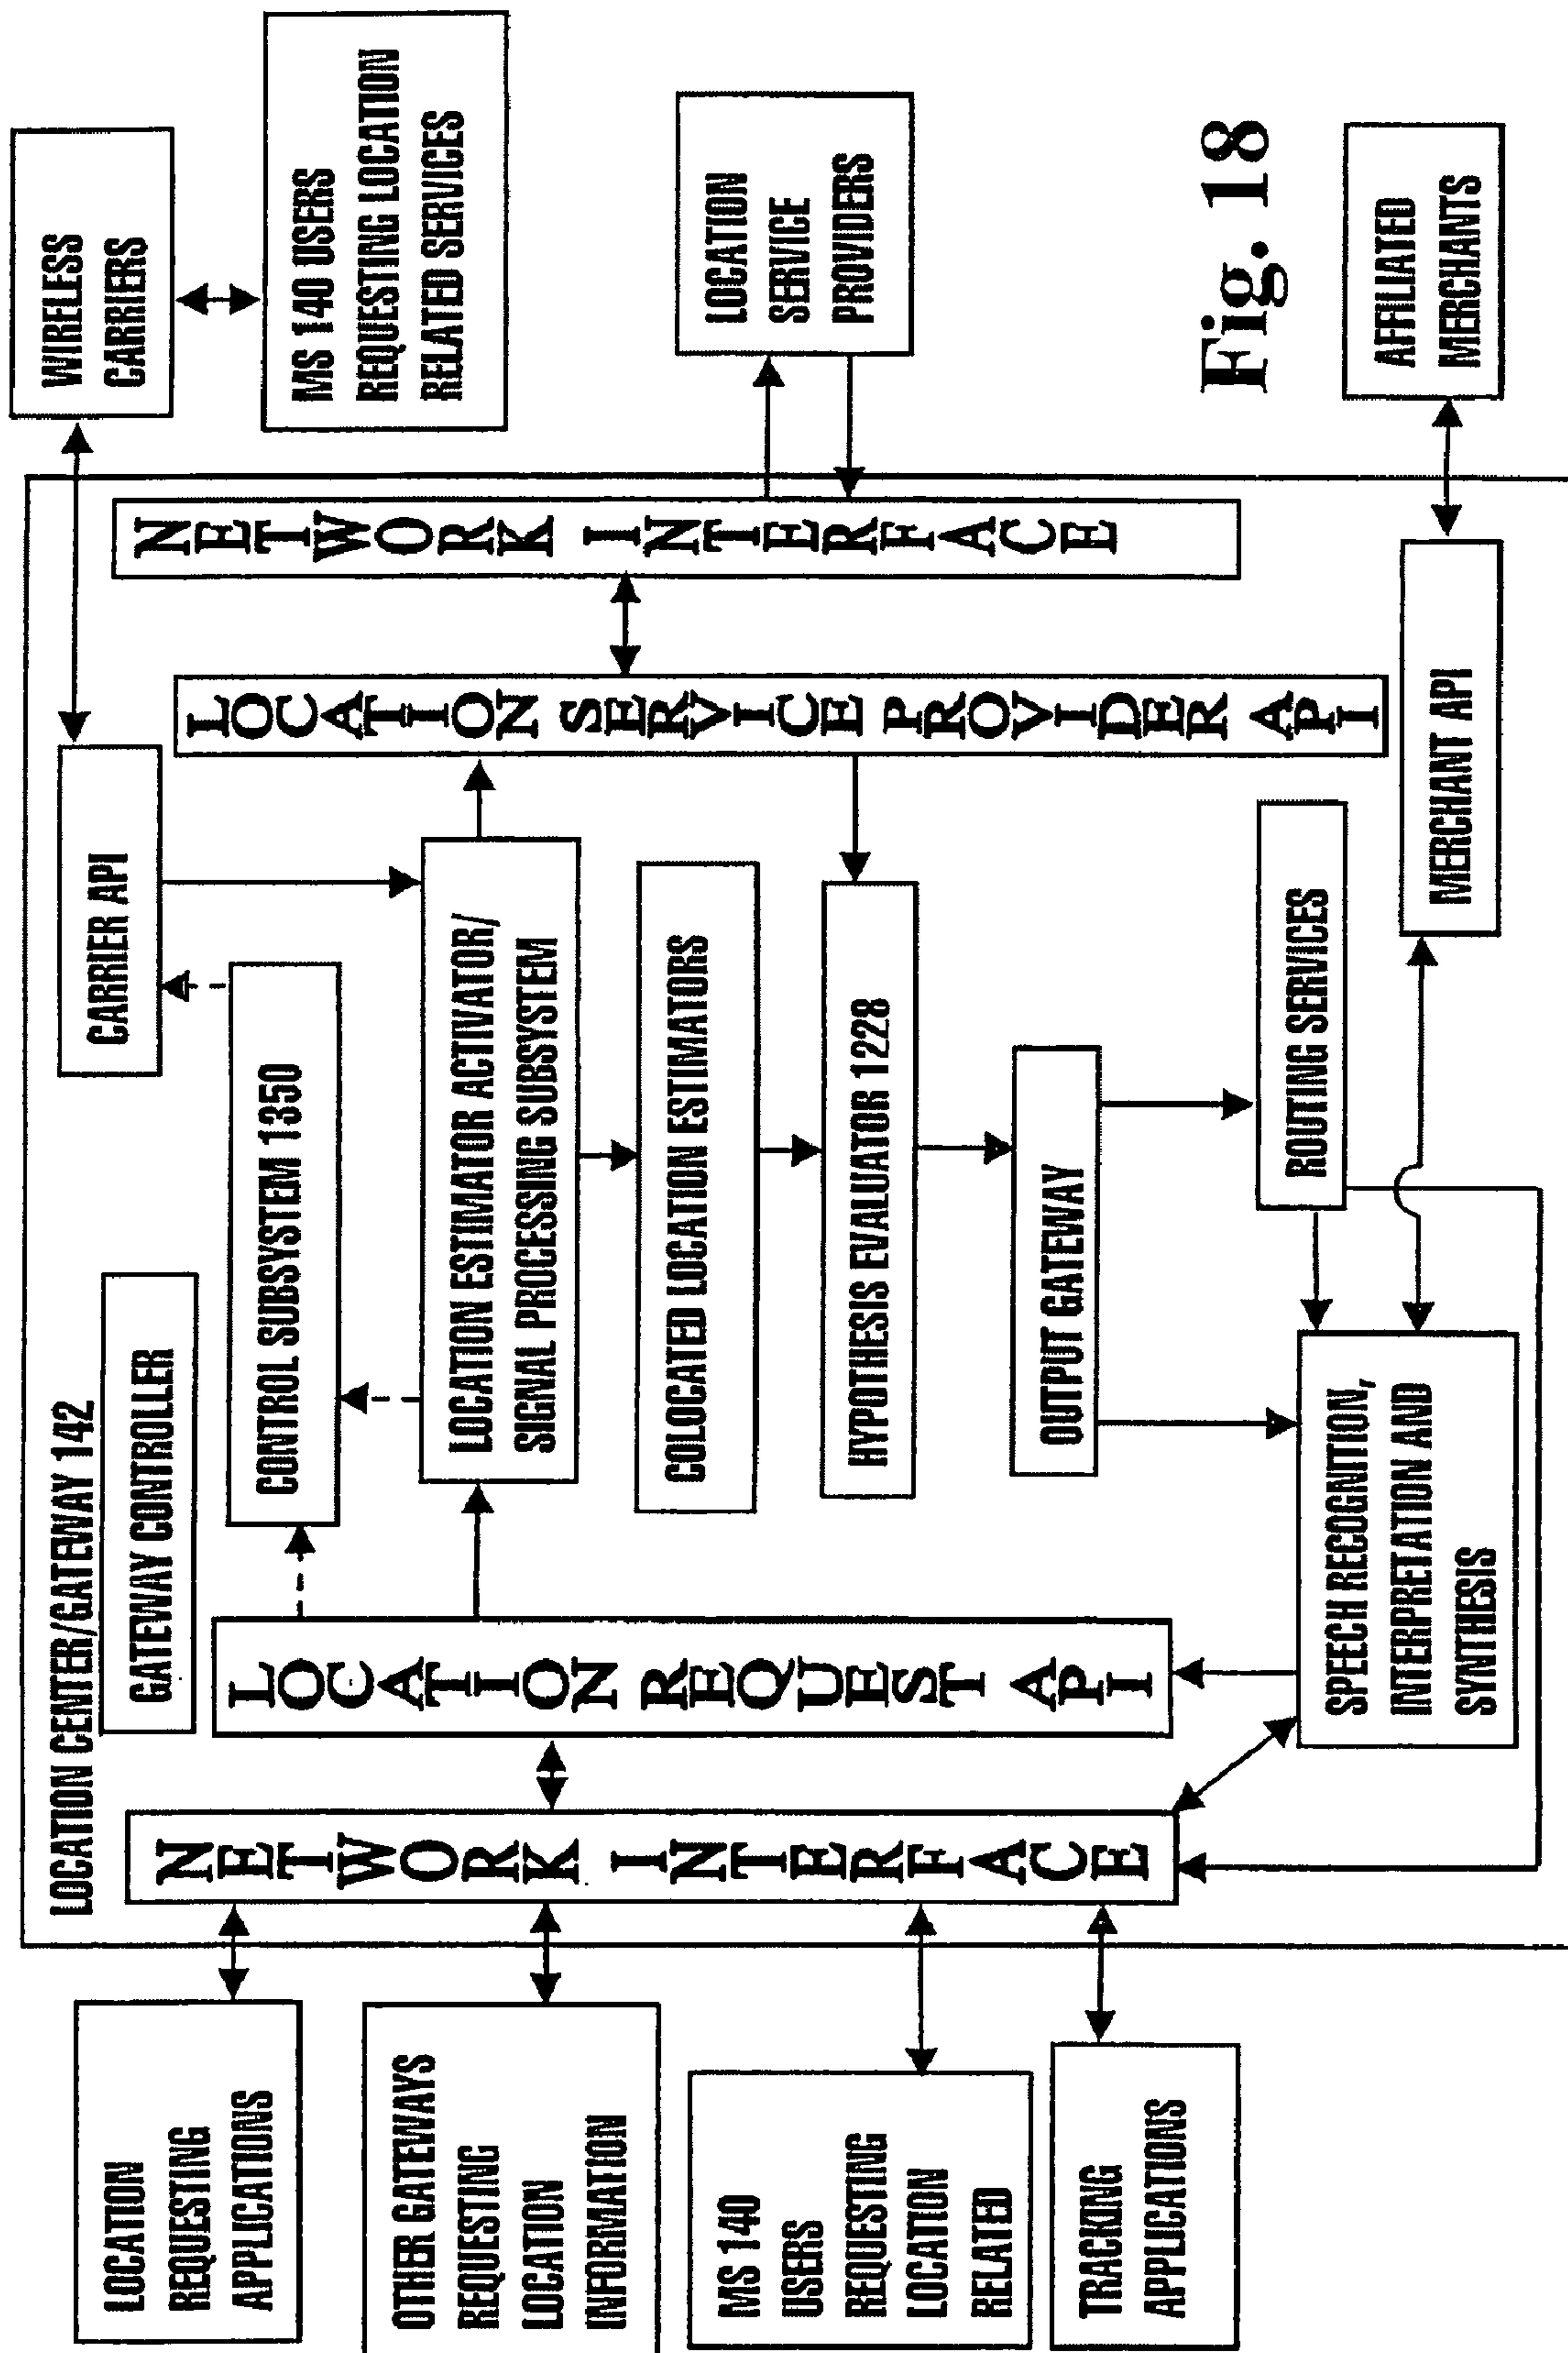 LOCATION CENTER/GATEWAY 142
GATEWAY CONTROLLER
LOCATION
REQUESTING
APPLICATIONS
OTHER GATEWAYS
REQUESTING
LOCATION
INFORMATION
MS 140
USERS
REQUESTING
LOCATION
RELATED
TRACKING
APPLICATIONS
NETWORK INTERFACE
LOCATION REQUEST API
CONTROL SUBSYSTEM 1350
CARRIER API
LOCATION ESTIMATOR ACTIVATOR/
SIGNAL PROCESSING SUBSYSTEM
COLOCATED LOCATION ESTIMATORS
HYPOTHESIS EVALUATOR 1228
OUTPUT GATEWAY
ROUTING SERVICES
SPEECH RECOGNITION,
INTERPRETATION AND
SYNTHESIS
MERCHANT API
LOCATION SERVICE PROVIDER API
NETWORK INTERFACE
WIRELESS
CARRIERS
MS 140 USERS
REQUESTING LOCATION
RELATED SERVICES
LOCATION
SERVICE
PROVIDERS
Fig. 18
AFFILIATED
MERCHANTS